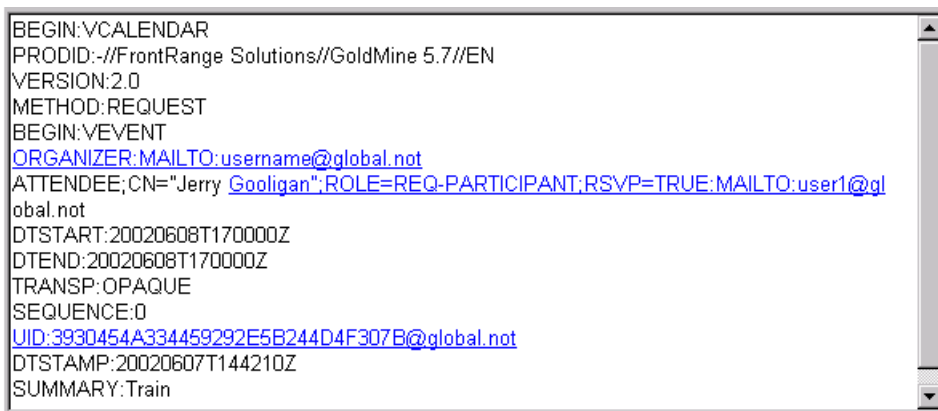 BEGIN:VCALENDAR
PRODID:-//FrontRange Solutions//GoldMine 5.7//EN
VERSION:2.0
METHOD:REQUEST
BEGIN:VEVENT
ORGANIZER:MAILTO:username@global.not
ATTENDEE;CN="Jerry Gooligan";ROLE=REQ-PARTICIPANT;RSVP=TRUE:MAILTO:user1@gl
obal.not
DTSTART:20020608T170000Z
DTEND:20020608T170000Z
TRANSP:OPAQUE
SEQUENCE:0
UID:3930454A334459292E5B244D4F307B@global.not
DTSTAMP:20020607T144210Z
SUMMARY:Train